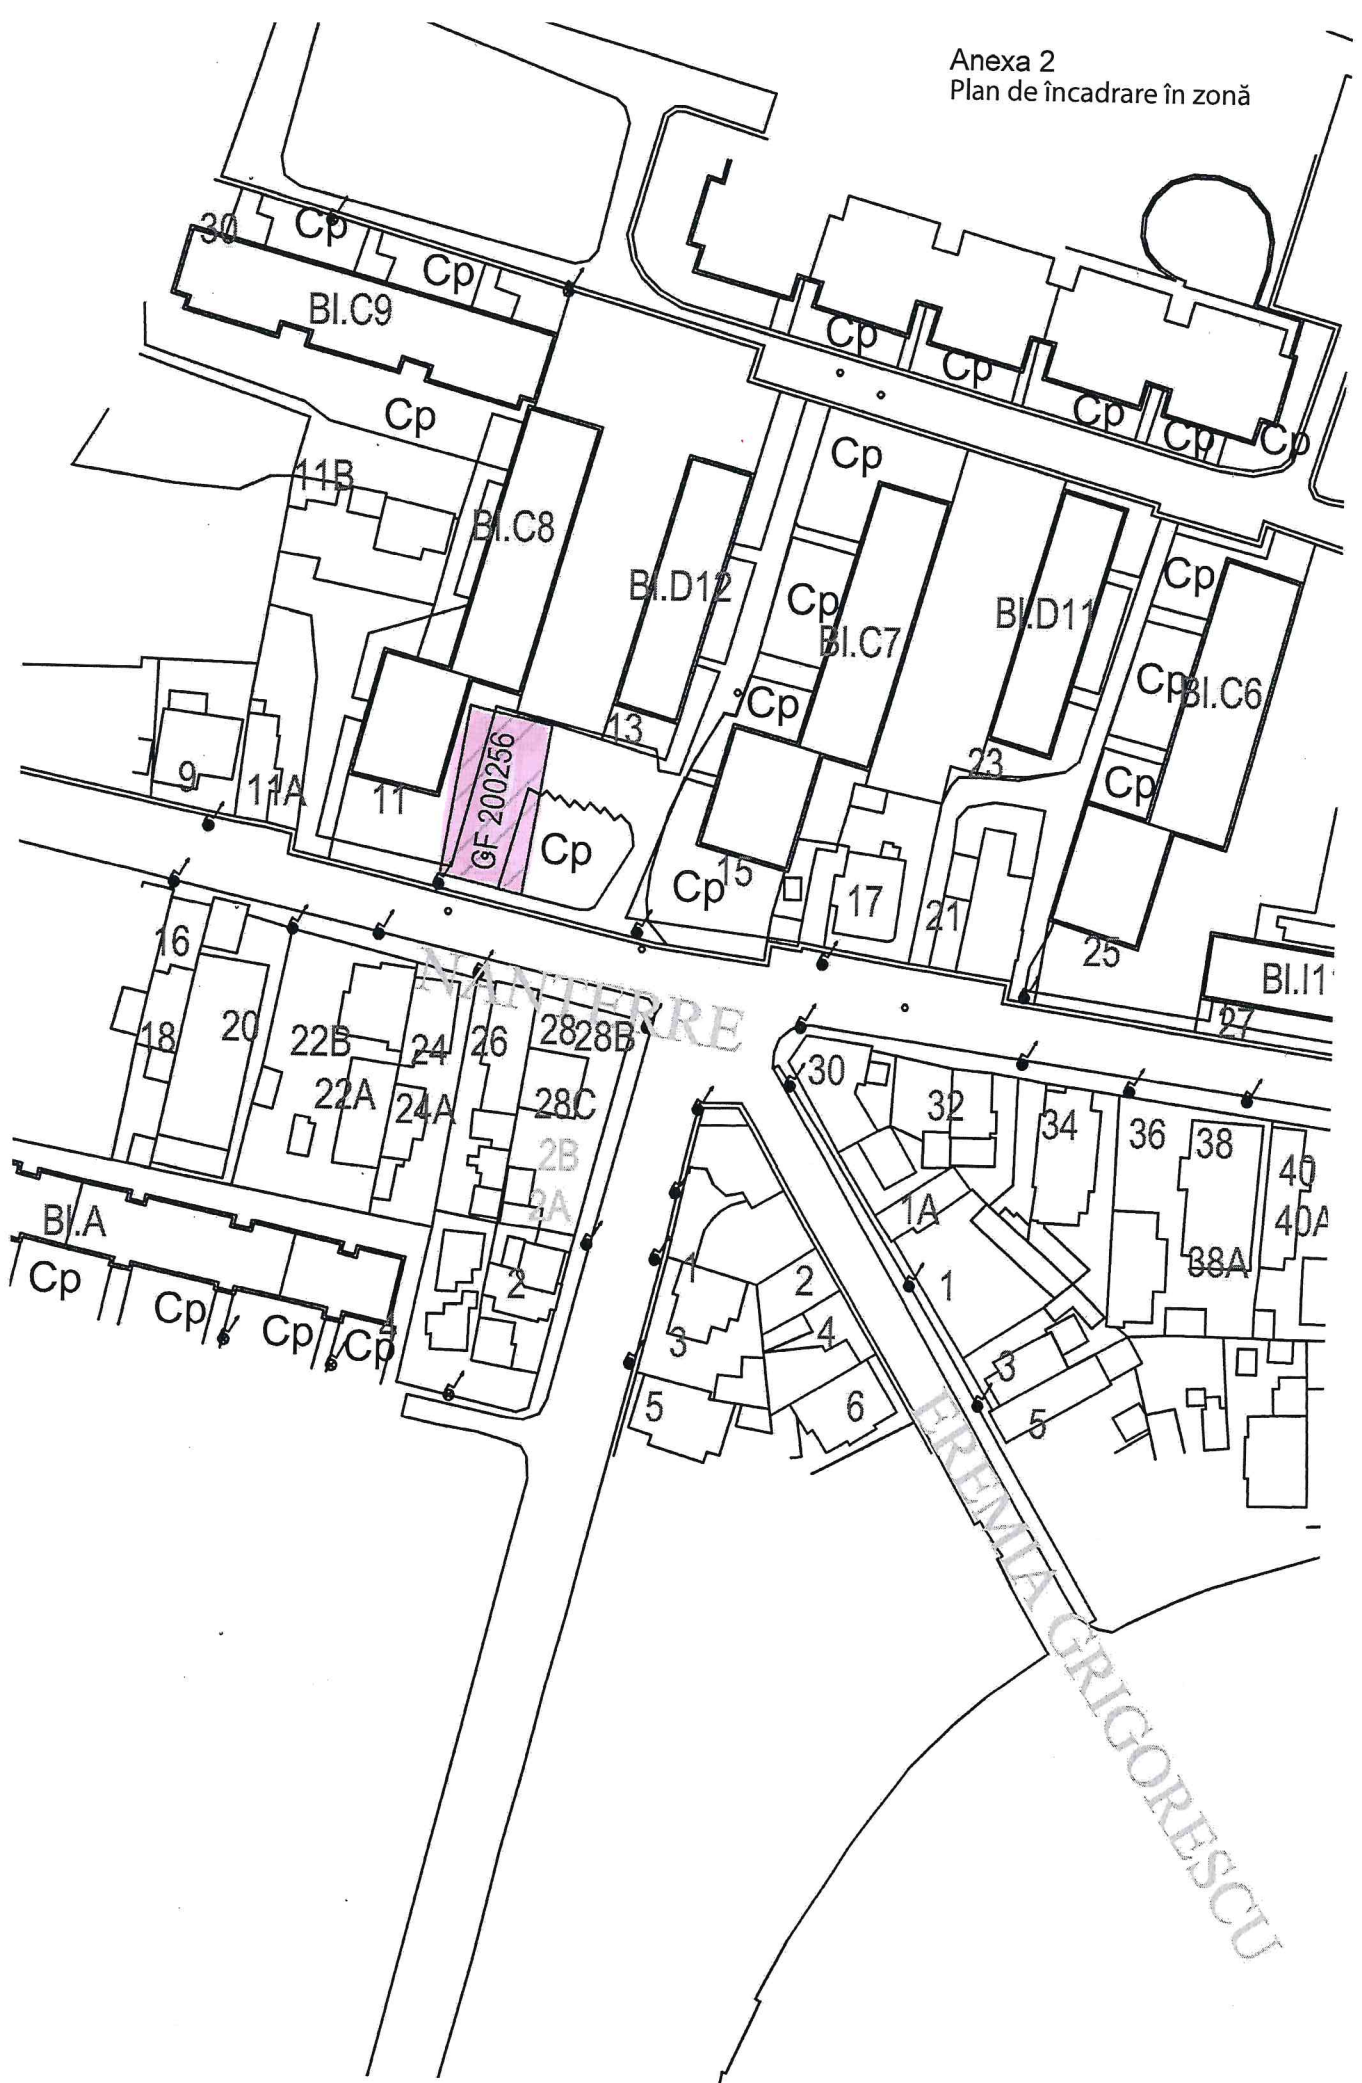 Anexa 2
Plan de încadrare în zonă
30
Cp
Cp
Bl.C9
Cp
Cp
Cp
Cp
Cp
Cp
Cp
Cp
11B
Bl.C8
Bl.D12
Cp
Bl.C7
Bl.D11
Cp
Cp
Bl.C6
Cp
13
23
Cp
9
11A
11
GF 200256
Cp
15
Cp
17
21
25
Bl.I1
27
16
18
20
22B
22A
24
24A
26
28
28B
28C
2B
2A
2
NANTERRE
30
32
34
36
38
38A
40
40A
1A
Bl.A
Cp
Cp
Cp
Cp
1
3
5
2
4
6
1
3
5
EREMIA GRIGORESCU